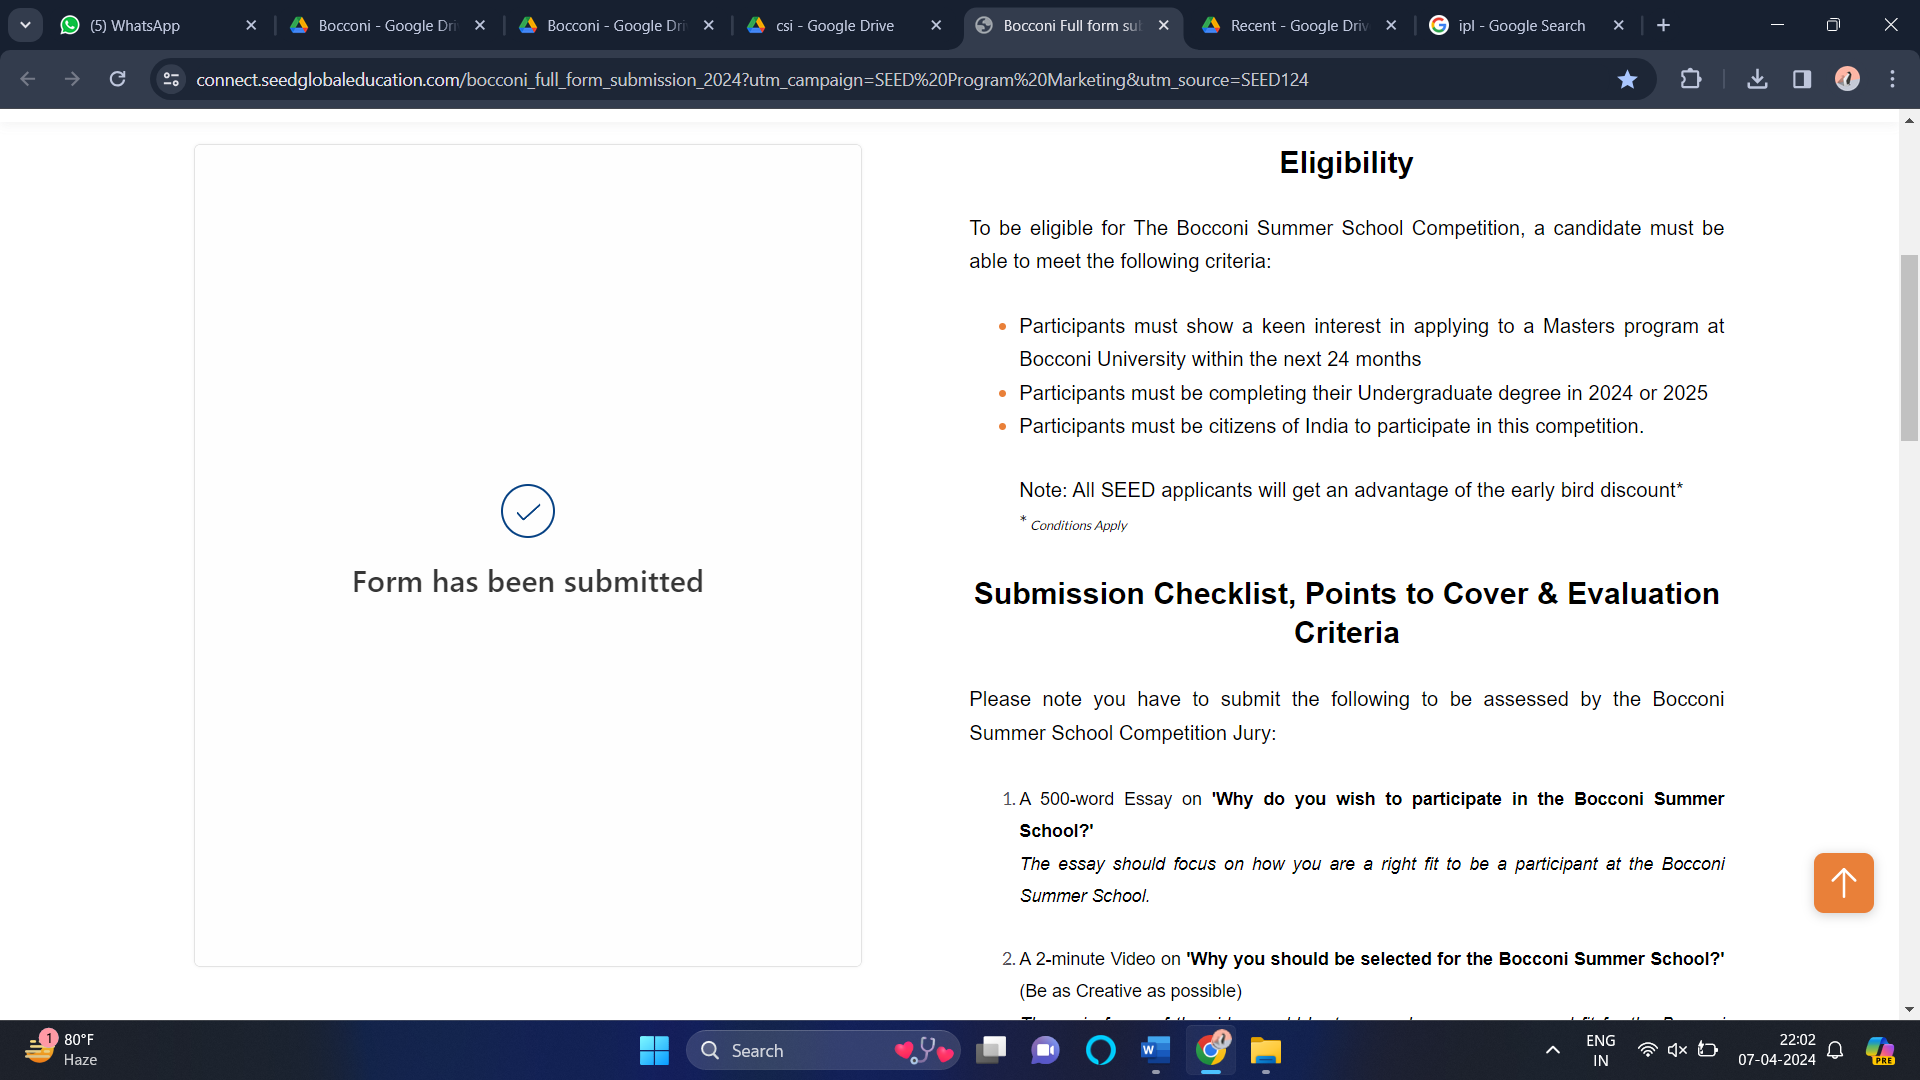 (5) WhatsApp
Bocconi - Google Dri
Bocconi - Google Dri
csi - Google Drive
Bocconi Full form sub
Recent - Google Driv
ipl - Google Search
connect.seedglobaleducation.com/bocconi_full_form_submission_2024?utm_campaign=SEED%20Program%20Marketing&utm_source=SEED124
Form has been submitted
Eligibility
To be eligible for The Bocconi Summer School Competition, a candidate must be
able to meet the following criteria:
Participants must show a keen interest in applying to a Masters program at
Bocconi University within the next 24 months
Participants must be completing their Undergraduate degree in 2024 or 2025
Participants must be citizens of India to participate in this competition.
Note: All SEED applicants will get an advantage of the early bird discount*
* Conditions Apply
Submission Checklist, Points to Cover & Evaluation
Criteria
Please note you have to submit the following to be assessed by the Bocconi
Summer School Competition Jury:
1. A 500-word Essay on 'Why do you wish to participate in the Bocconi Summer
School?'
The essay should focus on how you are a right fit to be a participant at the Bocconi
Summer School.
2. A 2-minute Video on 'Why you should be selected for the Bocconi Summer School?'
(Be as Creative as possible)
1
80°F
Haze
Search
W
ENG
IN
22:02
07-04-2024
PRE